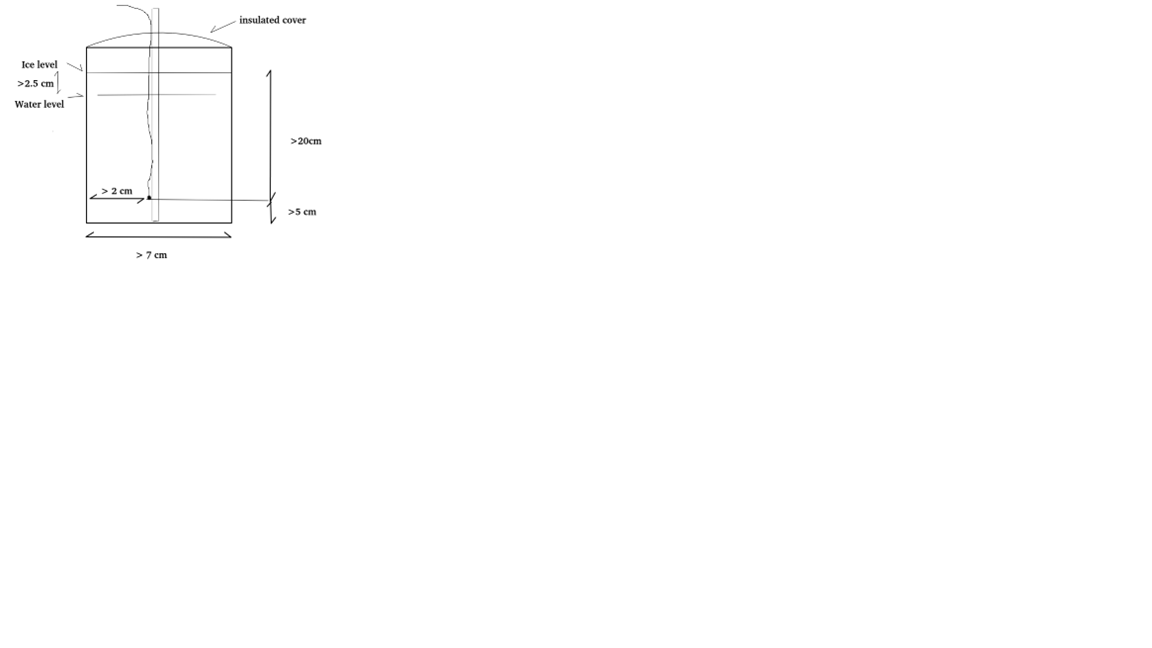 insulated cover
Ice level
>2.5 cm
Water level
>20cm
> 2 cm
>5 cm
> 7 cm